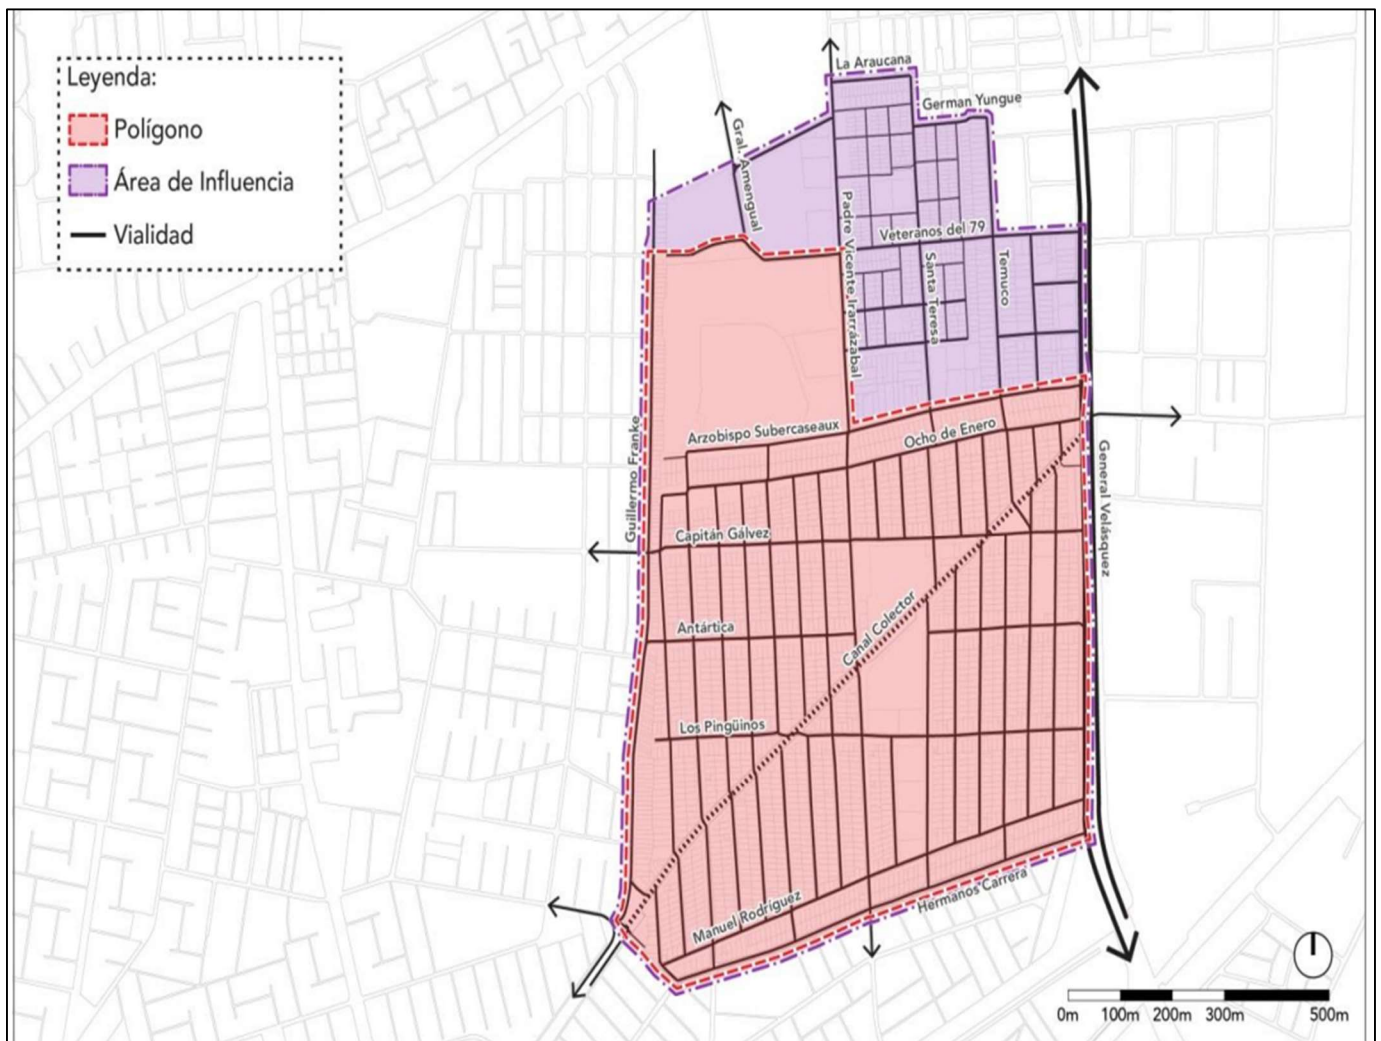 Leyenda:
Polígono
Área de Influencia
Vialidad
La Araucana
German Yungue
Gral. Amengual
Padre Vicente Irarrázabal
Veteranos del 79
Santa Teresa
Temuco
Guillermo Franke
Arzobispo Subercaseaux
Ocho de Enero
General Velásquez
Capitán Gálvez
Canal Colector
Antártica
Los Pingüinos
Manuel Rodríguez
Hermanos Carrera
0m 100m 200m 300m 500m